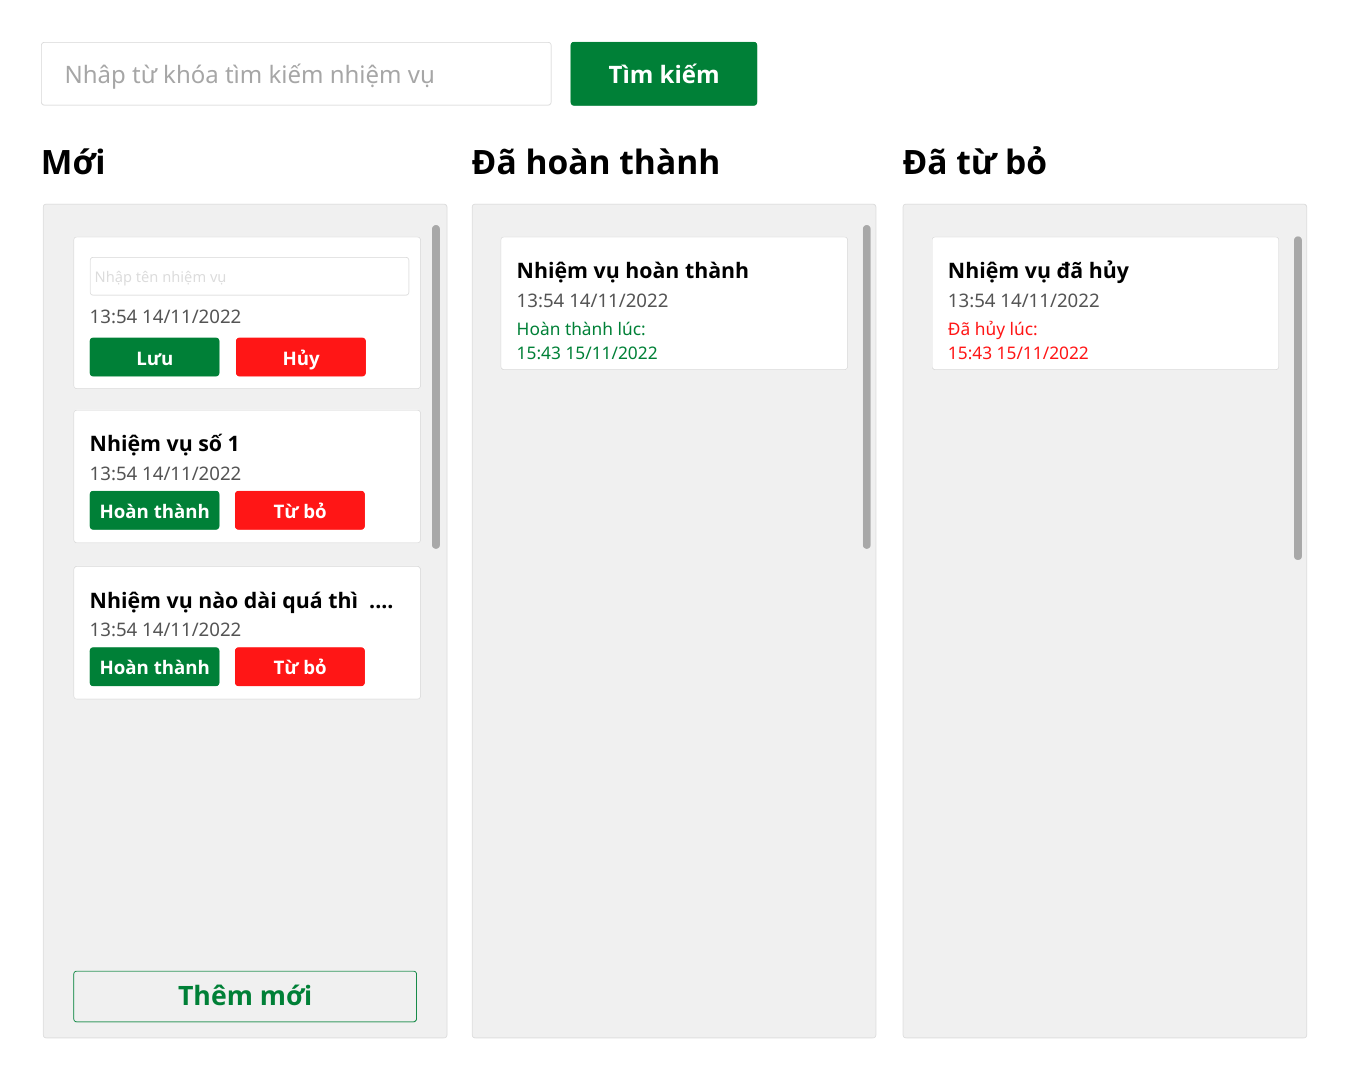 Nhâp từ khóa tìm kiếm nhiệm vụ
Tìm kiếm
Mới
Đã hoàn thành
Đã từ bỏ
Nhập tên nhiệm vụ
13:54 14/11/2022
Lưu
Hủy
Nhiệm vụ số 1
13:54 14/11/2022
Hoàn thành
Từ bỏ
Nhiệm vụ nào dài quá thì ....
13:54 14/11/2022
Hoàn thành
Từ bỏ
Thêm mới
Nhiệm vụ hoàn thành
13:54 14/11/2022
Hoàn thành lúc:
15:43 15/11/2022
Nhiệm vụ đã hủy
13:54 14/11/2022
Đã hủy lúc:
15:43 15/11/2022